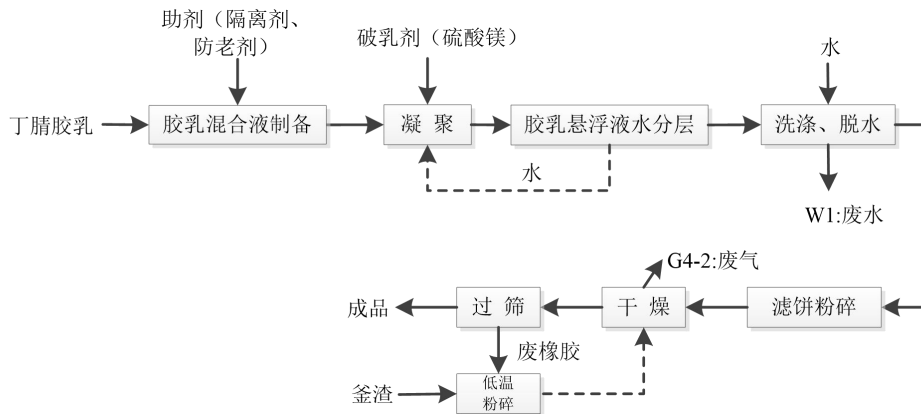 助剂（隔离剂、
防老剂）
破乳剂（硫酸镁）
水
丁腈胶乳
胶乳混合液制备
凝 聚
胶乳悬浮液水分层
洗涤、脱水
水
W1:废水
G4-2:废气
成品
过 筛
干 燥
滤饼粉碎
废橡胶
釜渣
低温
粉碎